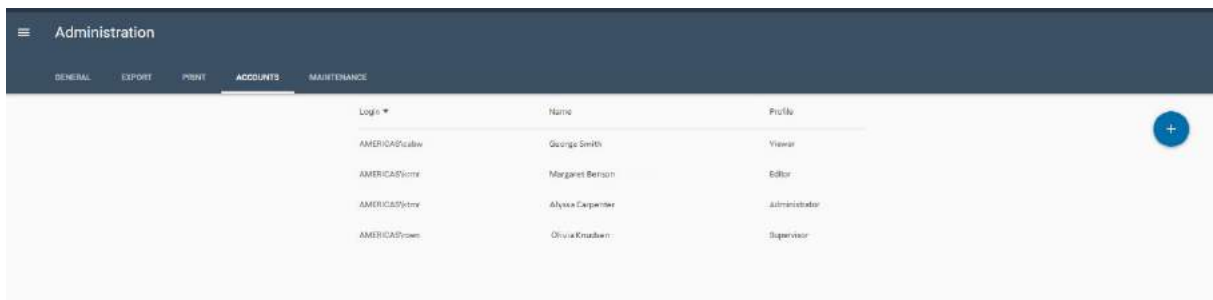 Administration
GENERAL EXPORT PRINT ACCOUNTS MAINTENANCE
Login Name Profile
George Smith Viewer
Margaret Benson Editor
Alyssa Carpenter Administrator
Olivia Knudsen Supervisor